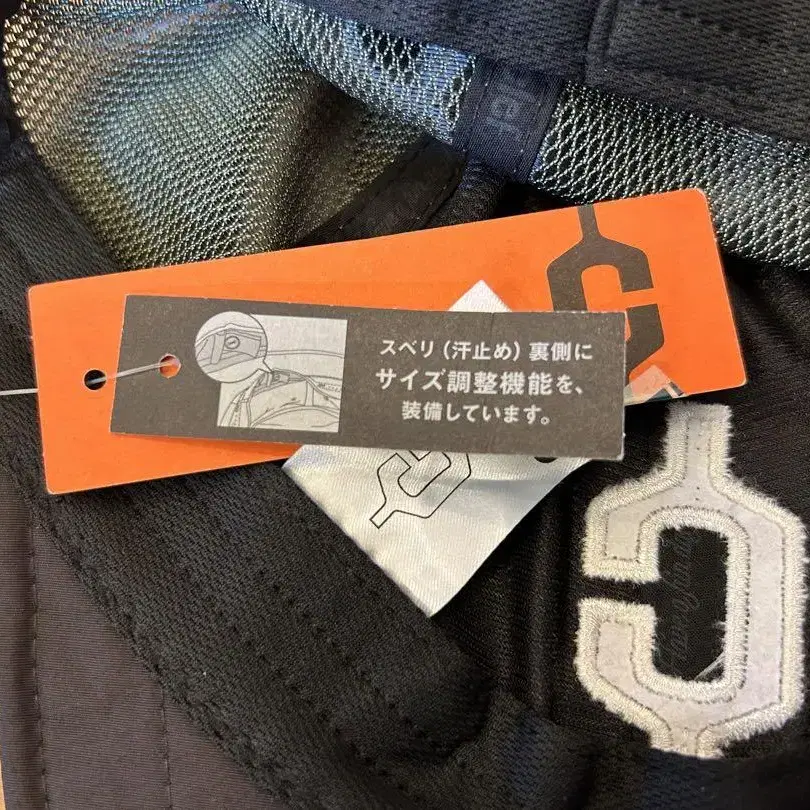 スベリ（汗止め）裏側に
サイズ調整機能を、
装備しています。